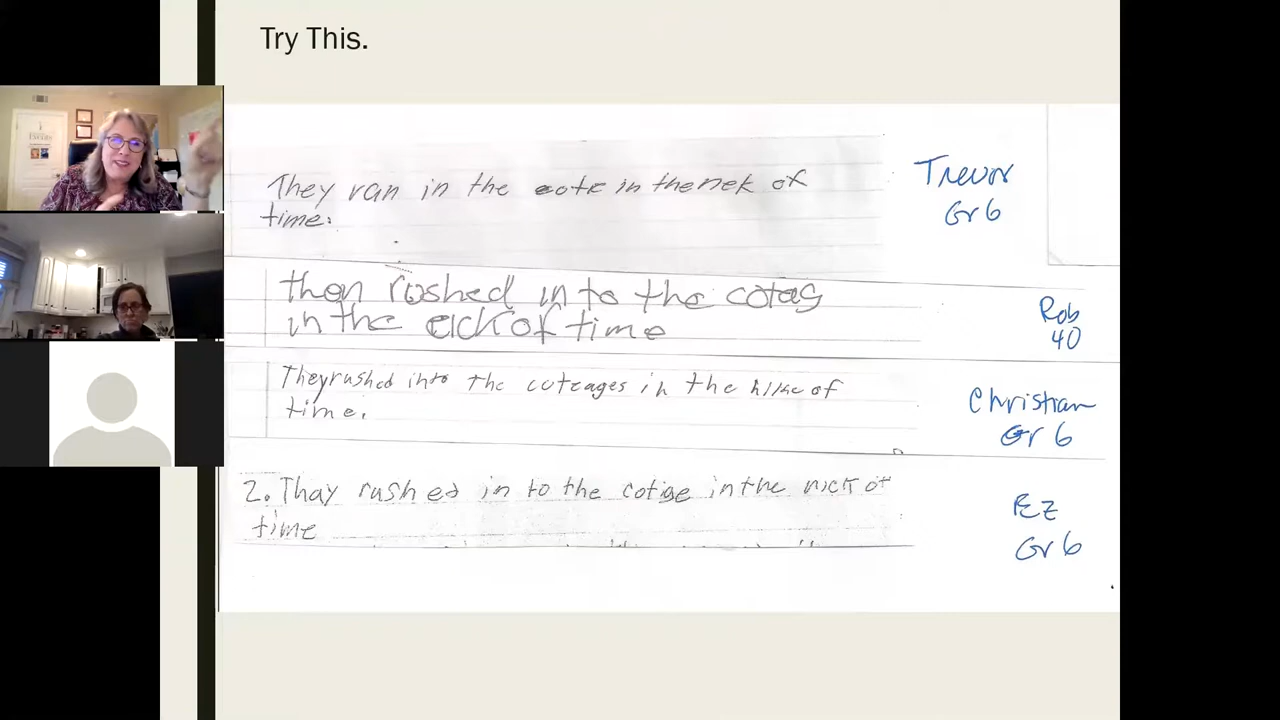 Try This.
They ran in the cote in the nek of
time.
Trevor
Gr 6
then rushed in to the cotag
in the eick of time
Rob
40
They rushed into the coteages in the hike of
time.
Christian
Gr 6
2. Thay rushed in to the cotige in the nick of
time
EZ
Gr 6